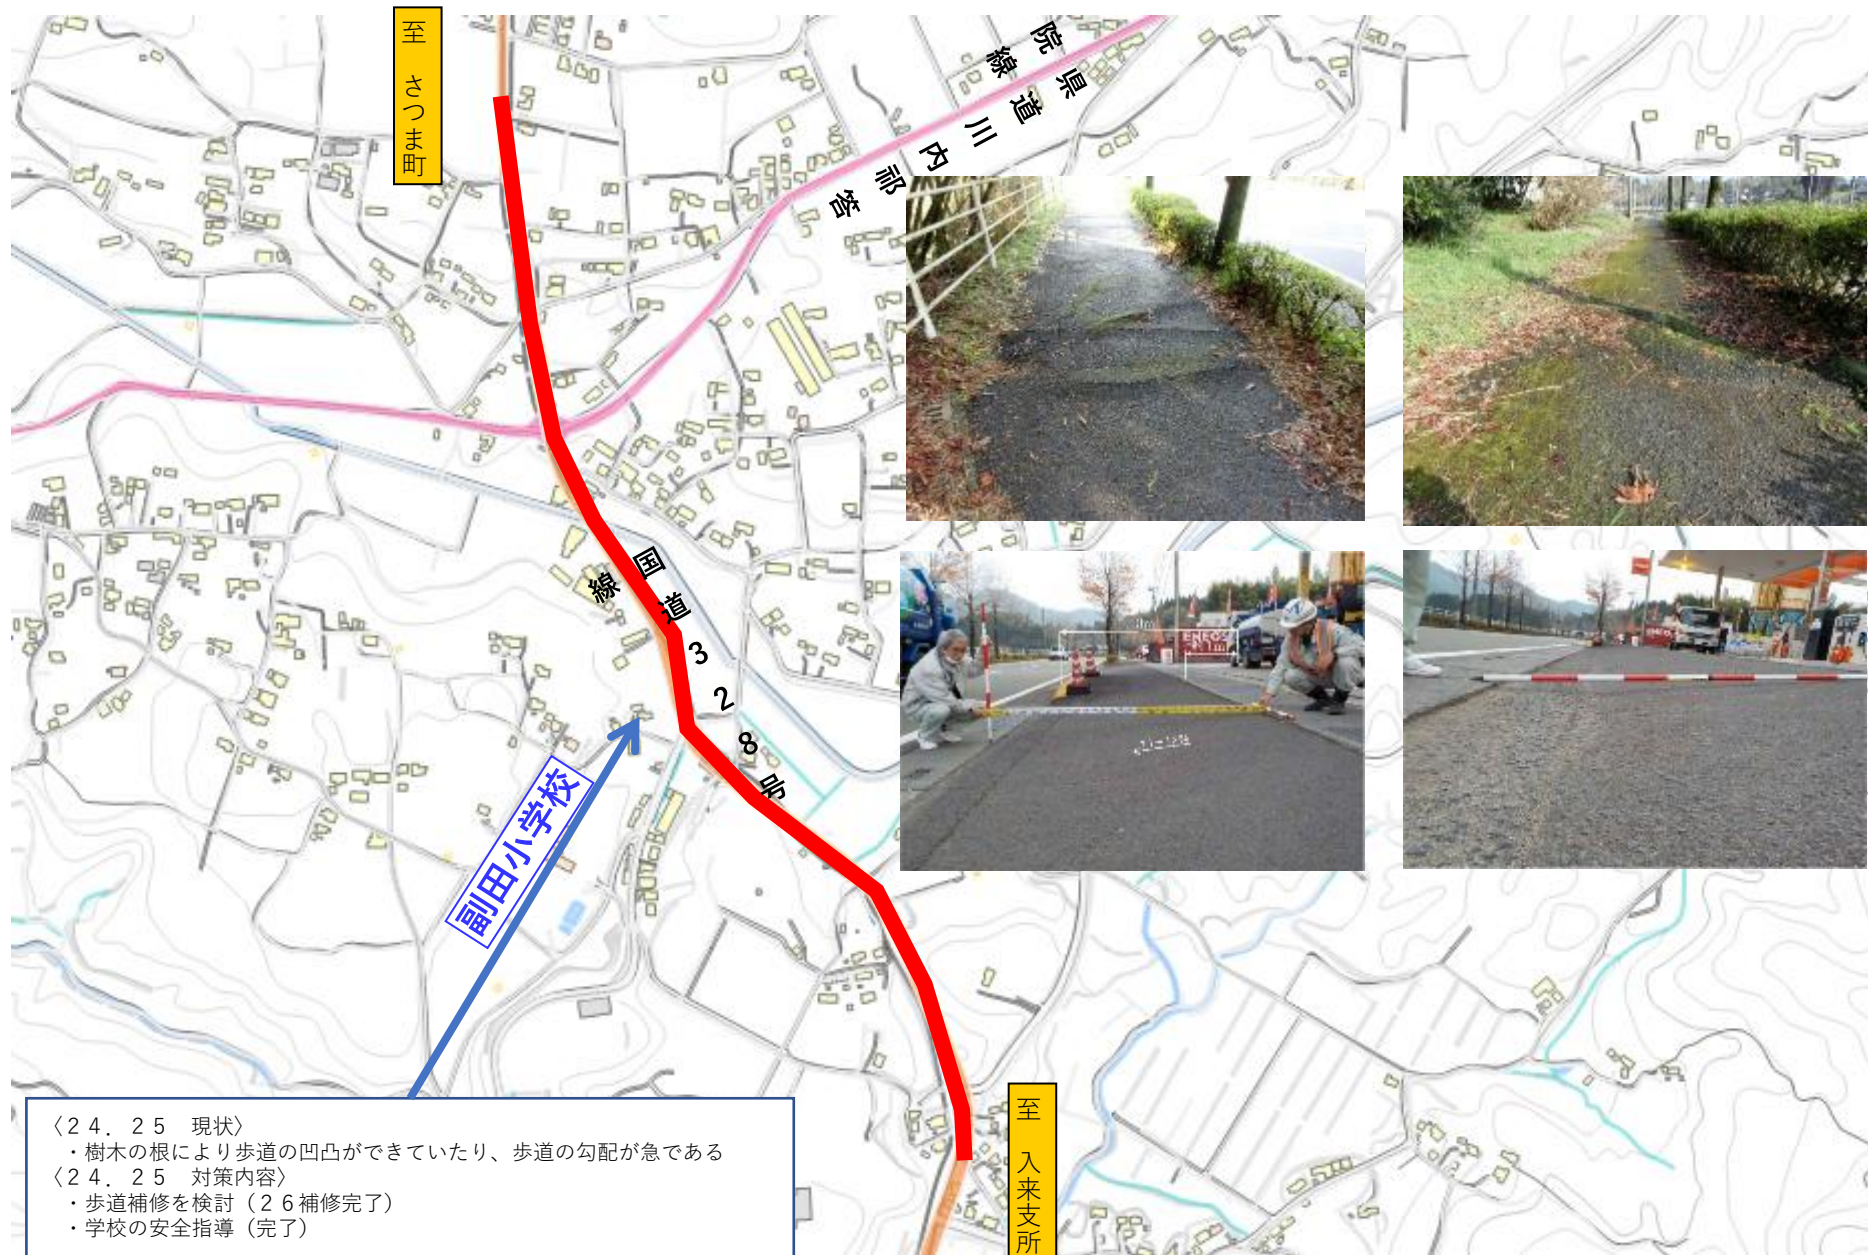 至　さつま町
県道川内祁答院線
国道３２８号線
ENEOS
副田小学校
至　入来支所
〈２４．２５　現状〉
・樹木の根により歩道の凹凸ができていたり、歩道の勾配が急である
〈２４．２５　対策内容〉
・歩道補修を検討（２６補修完了）
・学校の安全指導（完了）